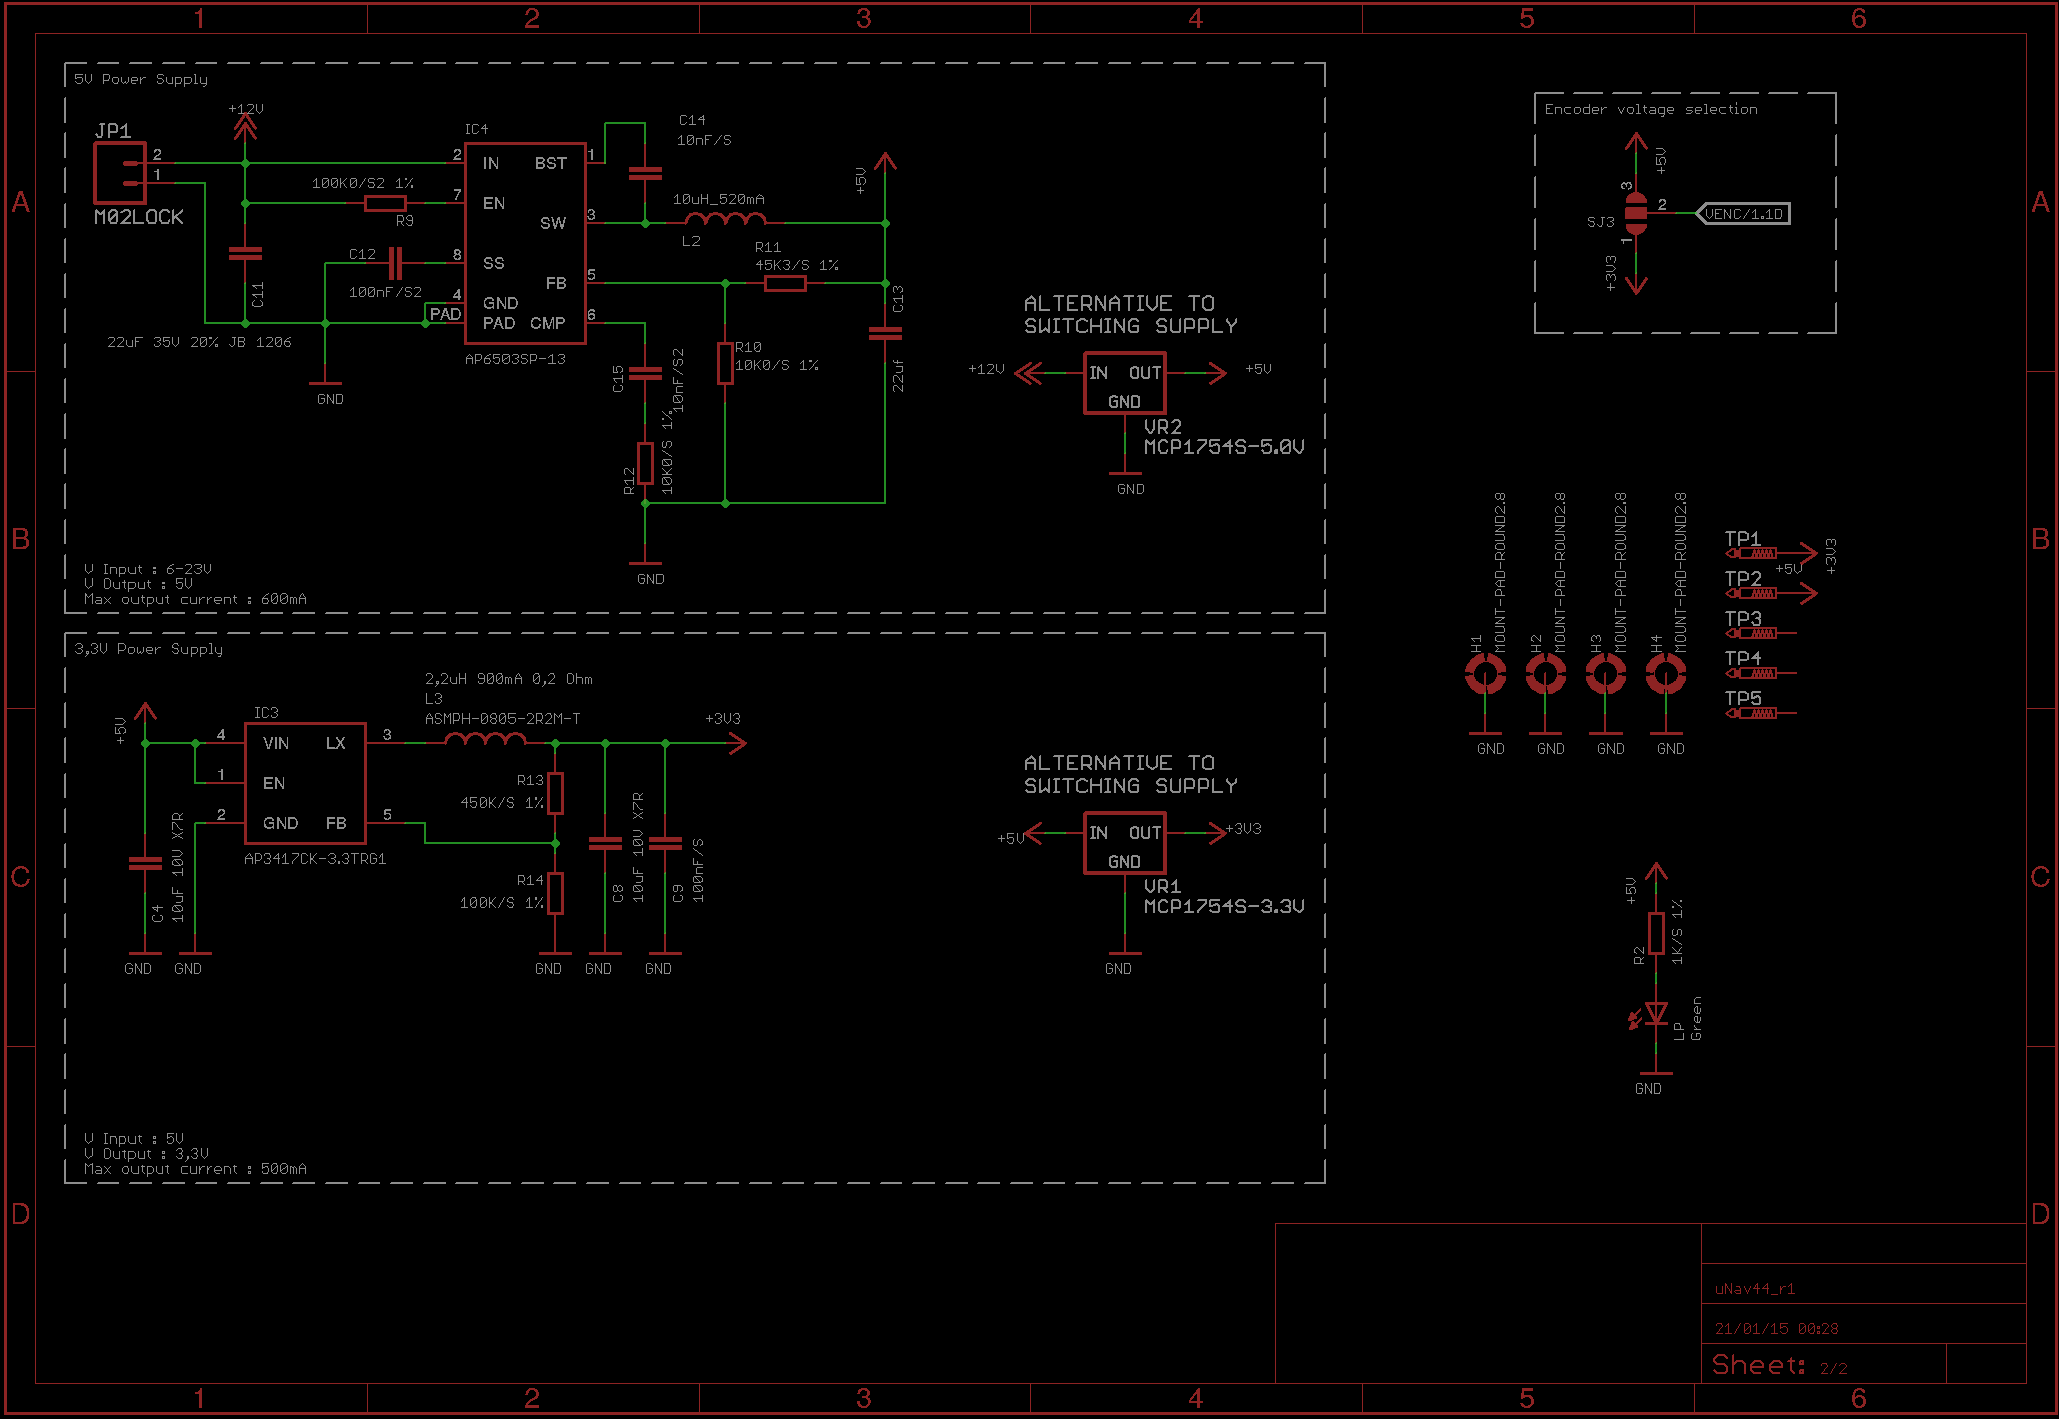 1 2 3 4 5 6
A
B
C
D
5V Power Supply
+12V
JP1
2
1
M02LOCK
100K0/S2 1%
R9
C12
100nF/S2
C11
22uF 35V 20% JB 1206
GND
IC4
2 IN BST 1
7 EN
SW 3
8 SS
FB 5
4 GND
PAD PAD CMP 6
AP6503SP-13
C14
10nF/S
10uH_520mA
L2
+5V
R11
45K3/S 1%
C13
22uf
R10
10K0/S 1%
C15
10nF/S2
R12
10K0/S 1%
GND
ALTERNATIVE TO
SWITCHING SUPPLY
+12V
IN OUT
GND
+5V
VR2
MCP1754S-5.0V
GND
V Input : 6-23V
V Output : 5V
Max output current : 600mA
3,3V Power Supply
+5V
IC3
4 VIN LX 3
1 EN
2 GND FB 5
AP3417CK-3.3TRG1
C4
10uF 10V X7R
GND
GND
2,2uH 900mA 0,2 Ohm
L3
ASMPH-0805-2R2M-T
+3V3
R13
450K/S 1%
R14
100K/S 1%
C8
10uF 10V X7R
C9
100nF/S
GND
GND
GND
ALTERNATIVE TO
SWITCHING SUPPLY
+5V
IN OUT
GND
+3V3
VR1
MCP1754S-3.3V
GND
V Input : 5V
V Output : 3,3V
Max output current : 500mA
Encoder voltage selection
+5V
3
SJ3
2
VENC/1.1D
1
+3V3
H1
MOUNT-PAD-ROUND2.8
H2
MOUNT-PAD-ROUND2.8
H3
MOUNT-PAD-ROUND2.8
H4
MOUNT-PAD-ROUND2.8
GND
GND
GND
GND
TP1
+3V3
+5V
TP2
TP3
TP4
TP5
+5V
R2
1K/S 1%
LP
Green
GND
uNav44_r1
21/01/15 00:28
Sheet: 2/2
A
B
C
D
1 2 3 4 5 6